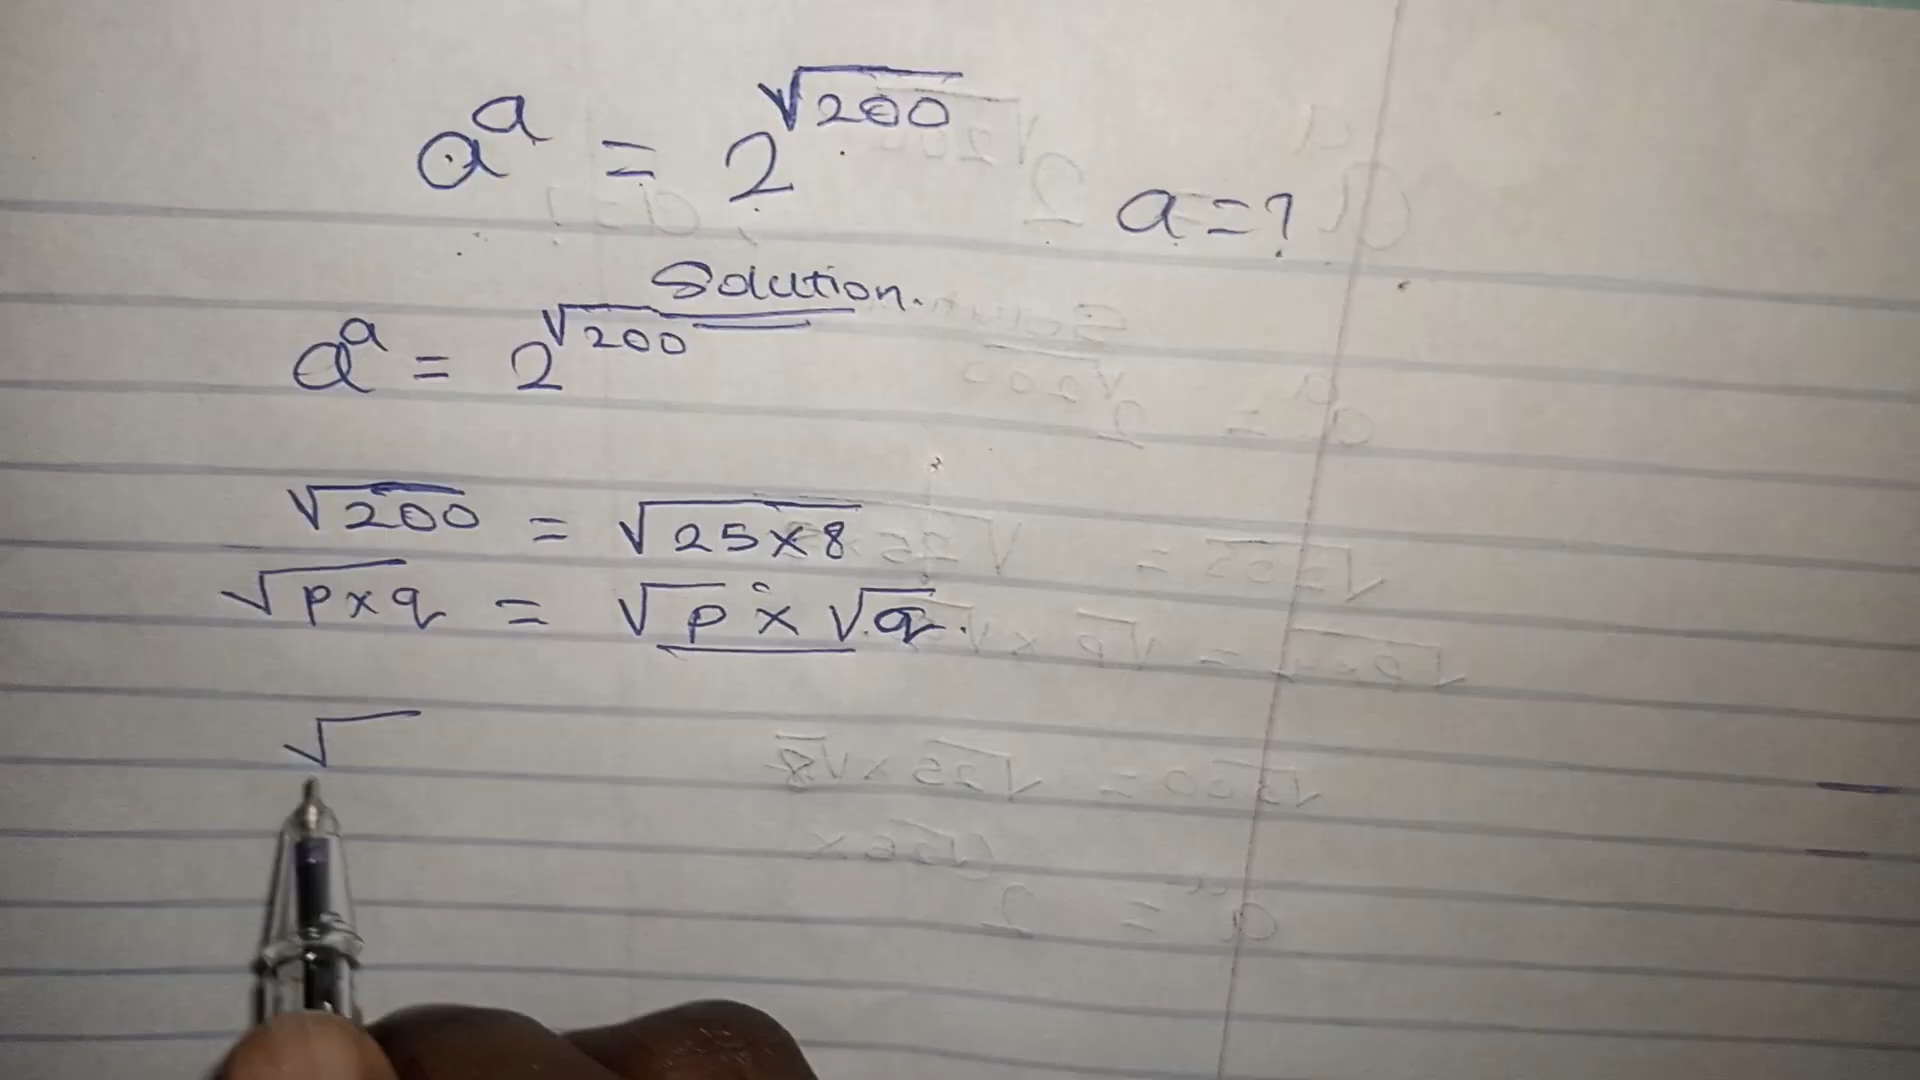 a^a = 2^√200
a = ?
Solution.
a^a = 2^√200
√200 = √25×8
√p×q = √p × √q.
√